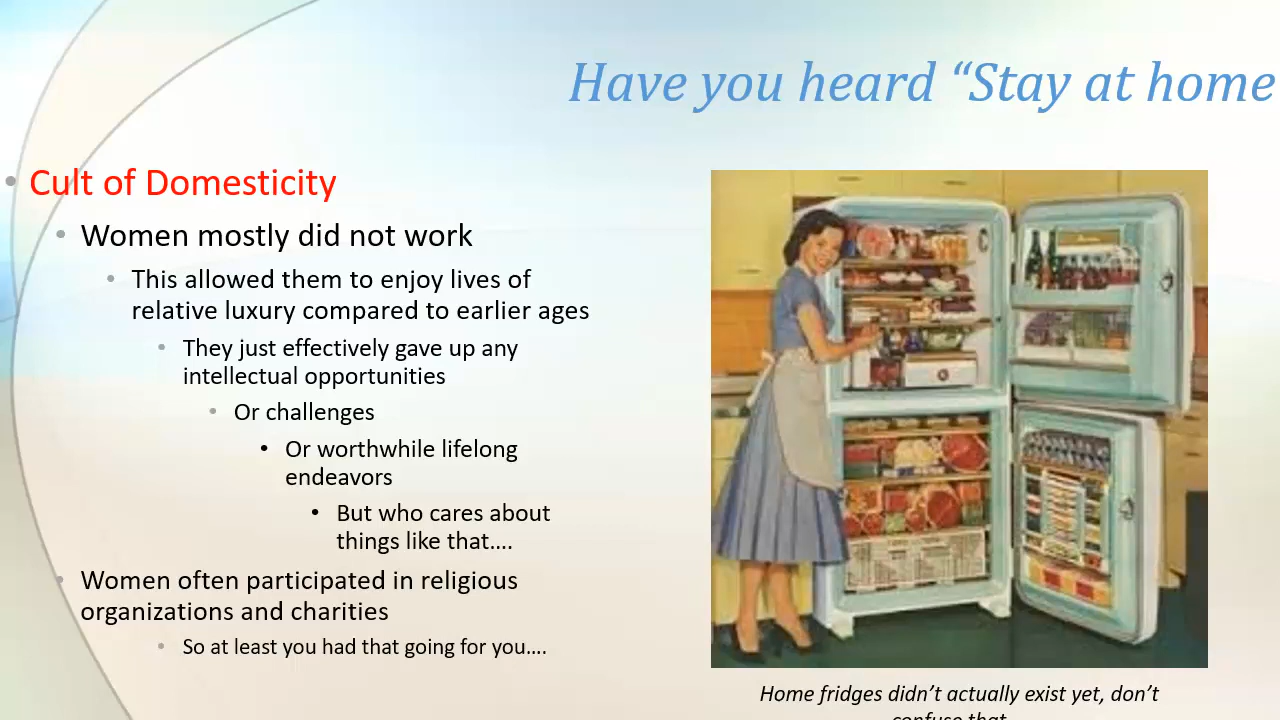 Have you heard “Stay at home
Cult of Domesticity
Women mostly did not work
This allowed them to enjoy lives of
relative luxury compared to earlier ages
They just effectively gave up any
intellectual opportunities
Or challenges
Or worthwhile lifelong
endeavors
But who cares about
things like that....
Women often participated in religious
organizations and charities
So at least you had that going for you....
Home fridges didn’t actually exist yet, don’t
confuse that